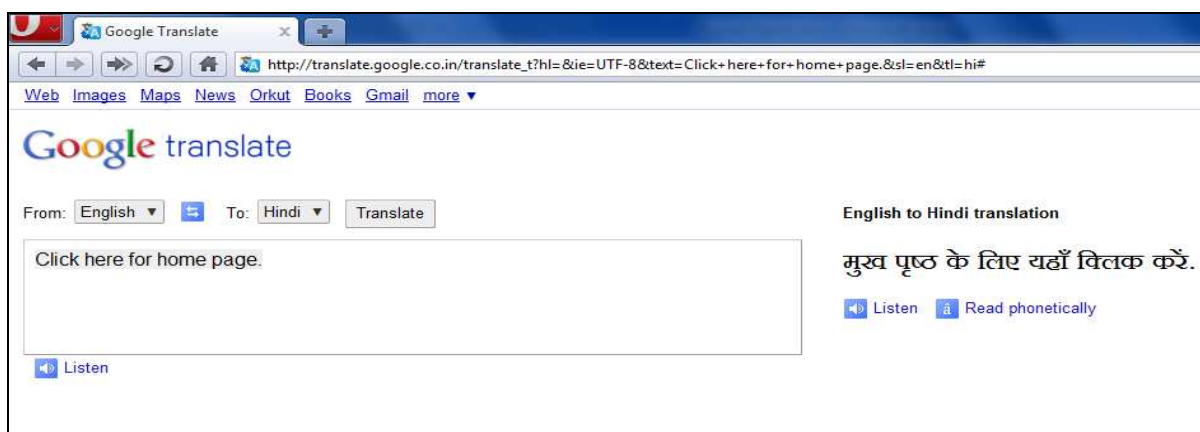 Google Translate
http://translate.google.co.in/translate_t?hl=&ie=UTF-8&text=Click+here+for+home+page.&sl=en&tl=hi#
Web Images Maps News Orkut Books Gmail more ▼
Google translate
From: English ▼ To: Hindi ▼ Translate
Click here for home page.
Listen
English to Hindi translation
मुख पृष्ठ के लिए यहाँ क्लिक करें.
Listen Read phonetically